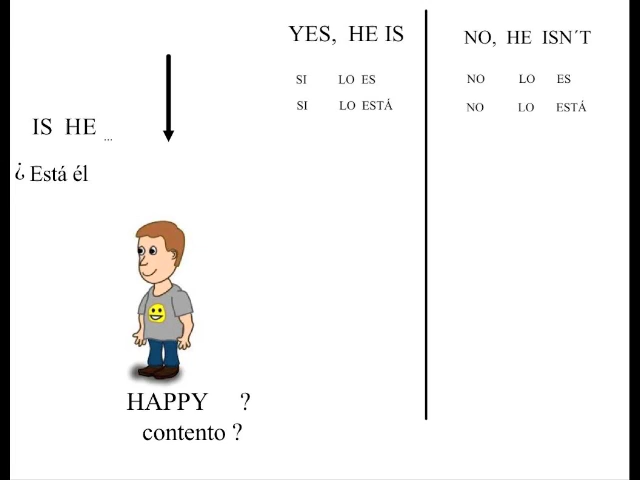 YES, HE IS
SI LO ES
SI LO ESTÁ
NO, HE ISN´T
NO LO ES
NO LO ESTÁ
IS HE ...
¿ Está él
HAPPY ?
contento ?